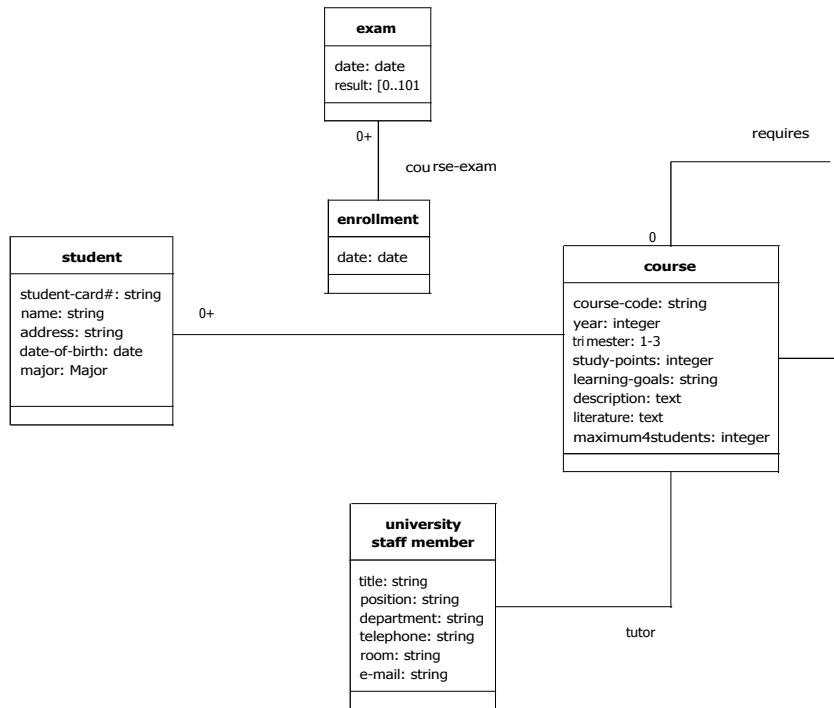 exam
date: date
result: [0..101
0+
course-exam
requires
enrollment
date: date
0
student
student-card#: string
name: string
address: string
date-of-birth: date
major: Major
0+
course
course-code: string
year: integer
trimester: 1-3
study-points: integer
learning-goals: string
description: text
literature: text
maximum4students: integer
university
staff member
title: string
position: string
department: string
telephone: string
room: string
e-mail: string
tutor